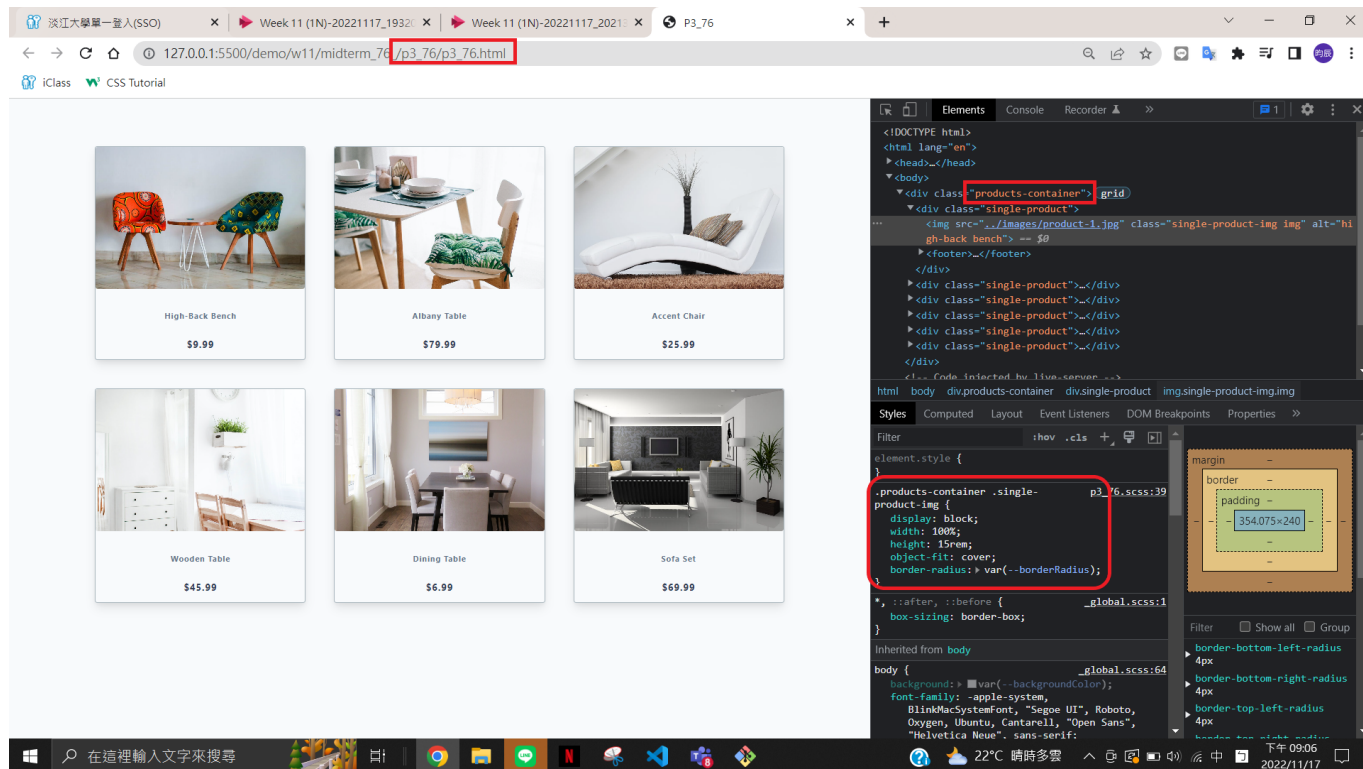 淡江大學單一登入(SSO)
Week 11 (1N)-20221117_1932
Week 11 (1N)-20221117_2021
P3_76
127.0.0.1:5500/demo/w11/midterm_76_/p3_76/p3_76.html
昀辰
iClass
CSS Tutorial
High-Back Bench
$9.99
Albany Table
$79.99
Accent Chair
$25.99
Wooden Table
$45.99
Dining Table
$6.99
Sofa Set
$69.99
Elements Console Recorder » 1
<!DOCTYPE html>
<html lang="en">
<head>…</head>
<body>
<div class="products-container"> grid
<div class="single-product">
<img src="../images/product-1.jpg" class="single-product-img img" alt="hi
gh-back bench"> == $0
<footer>…</footer>
</div>
<div class="single-product">…</div>
<div class="single-product">…</div>
<div class="single-product">…</div>
<div class="single-product">…</div>
<div class="single-product">…</div>
</div>
<!-- Code injected by live-server -->
html body div.products-container div.single-product img.single-product-img.img
Styles Computed Layout Event Listeners DOM Breakpoints Properties »
Filter :hov .cls
element.style {
}
.products-container .single- p3_76.scss:39
product-img {
display: block;
width: 100%;
height: 15rem;
object-fit: cover;
border-radius: var(--borderRadius);
}
*, ::after, ::before { _global.scss:1
box-sizing: border-box;
}
Inherited from body
body { _global.scss:64
background: var(--backgroundColor);
font-family: -apple-system,
BlinkMacSystemFont, "Segoe UI", Roboto,
Oxygen, Ubuntu, Cantarell, "Open Sans",
"Helvetica Neue", sans-serif;
margin –
border –
padding –
– – – 354.075×240 – – –
–
–
–
Filter Show all Group
border-bottom-left-radius
4px
border-bottom-right-radius
4px
border-top-left-radius
4px
border-top-right-radius
在這裡輸入文字來搜尋
22°C 晴時多雲
中
下午 09:06
2022/11/17